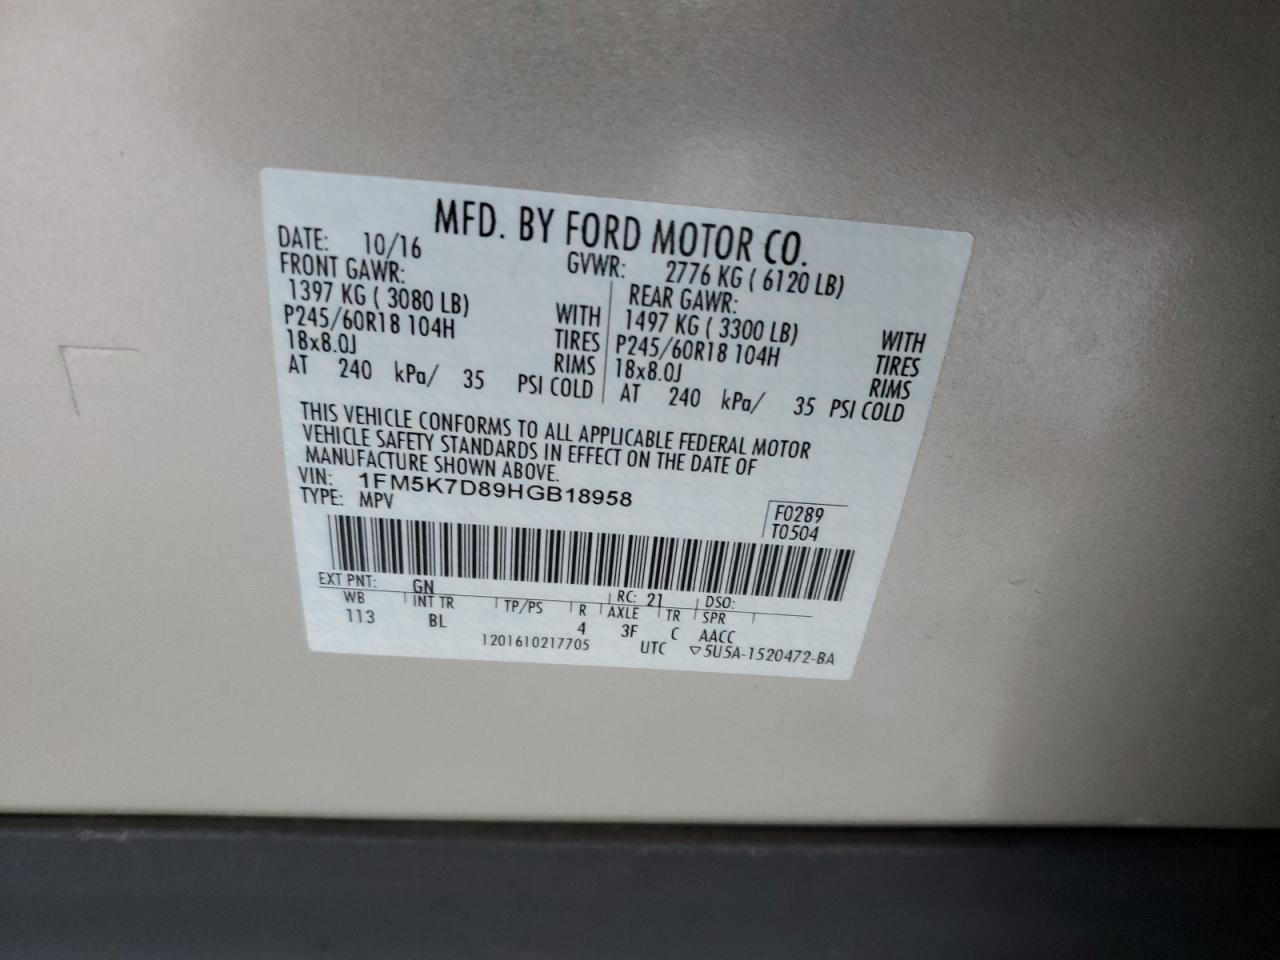 MFD. BY FORD MOTOR CO.
DATE: 10/16 GVWR: 2776 KG ( 6120 LB)
FRONT GAWR: REAR GAWR:
1397 KG ( 3080 LB) WITH 1497 KG ( 3300 LB) WITH
P245/60R18 104H TIRES P245/60R18 104H TIRES
18x8.0J RIMS 18x8.0J RIMS
AT 240 kPa/ 35 PSI COLD AT 240 kPa/ 35 PSI COLD
THIS VEHICLE CONFORMS TO ALL APPLICABLE FEDERAL MOTOR
VEHICLE SAFETY STANDARDS IN EFFECT ON THE DATE OF
MANUFACTURE SHOWN ABOVE.
VIN: 1FM5K7D89HGB18958
TYPE: MPV
F0289
T0504
EXT PNT: GN RC: 21 DSO:
WB INT TR TP/PS R AXLE TR SPR
113 BL 4 3F C AACC
1201610217705 UTC ▽5U5A-1520472-BA